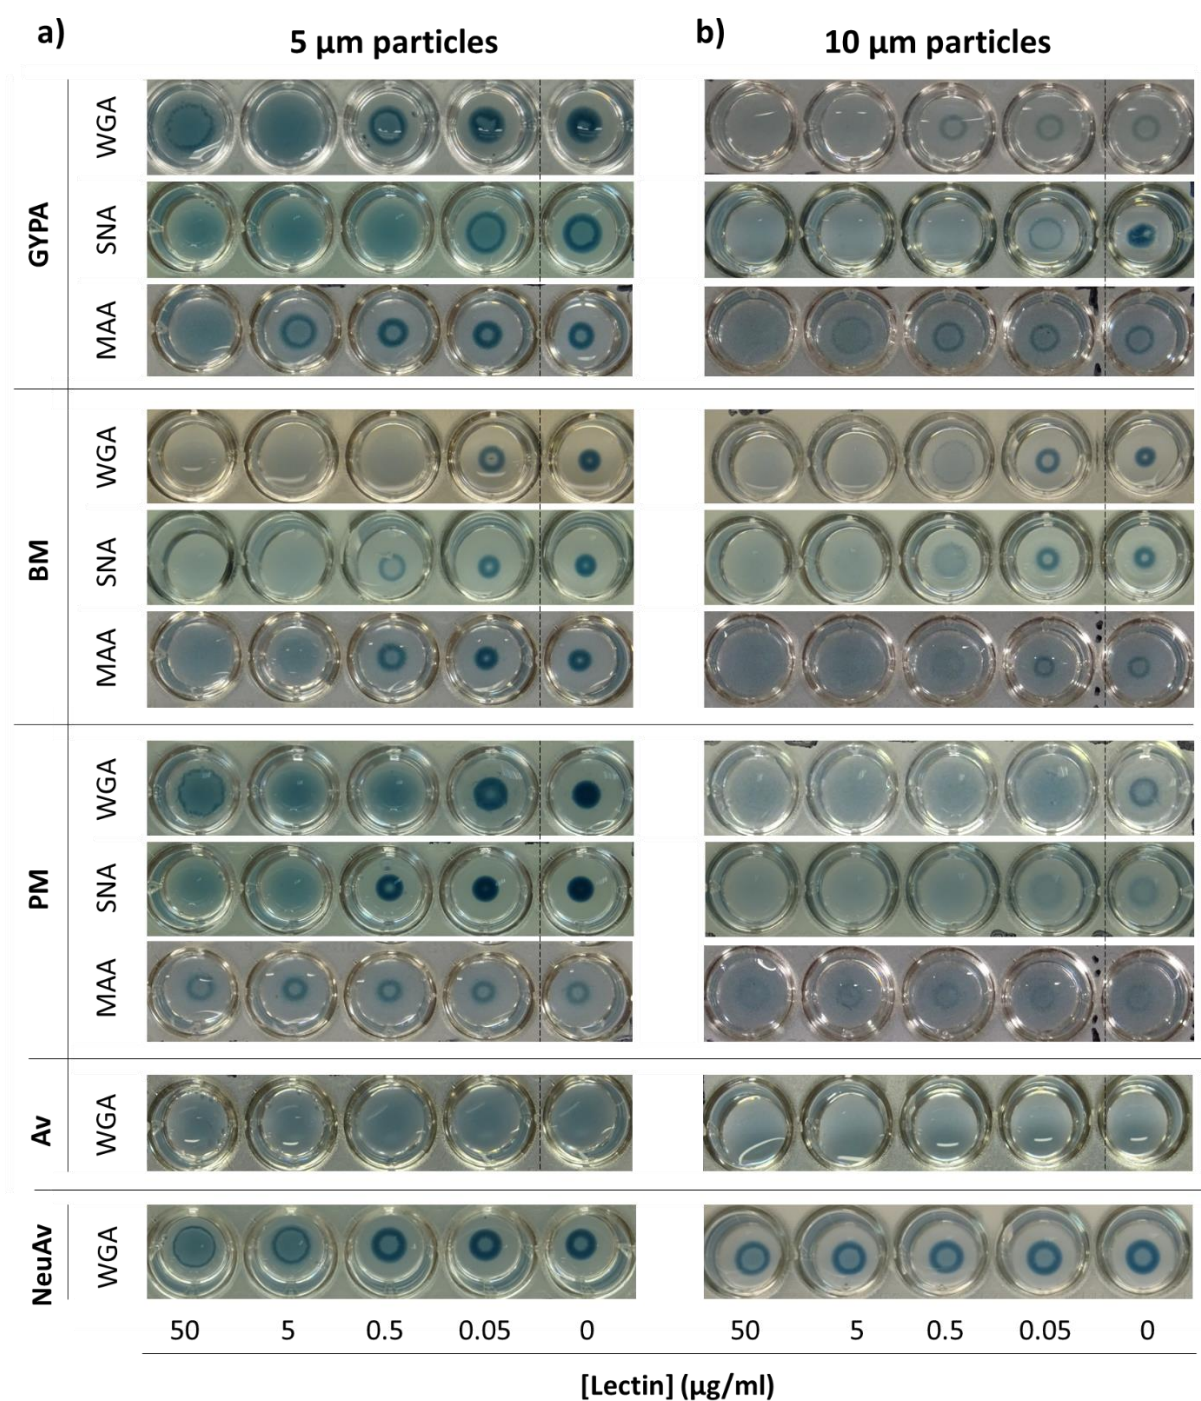 a) 5 µm particles b) 10 µm particles
GYPA
WGA
SNA
MAA
BM
WGA
SNA
MAA
PM
WGA
SNA
MAA
Av
WGA
NeuAv
WGA
50 5 0.5 0.05 0 50 5 0.5 0.05 0
[Lectin] (µg/ml)